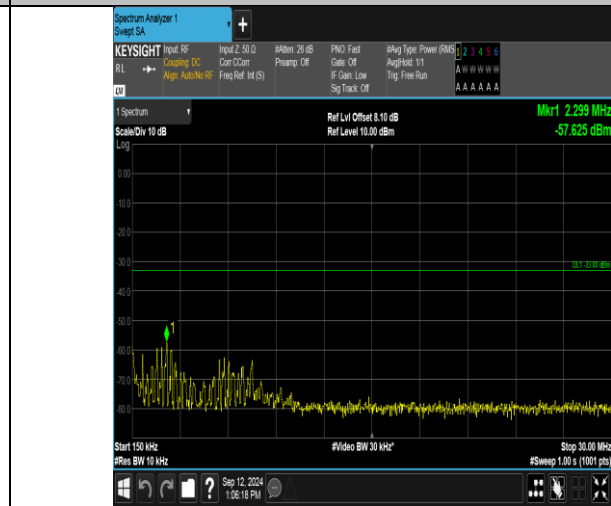 Spectrum Analyzer 1
Swept SA
+
KEYSIGHT Input: RF Input Z: 50 Ω #Atten: 26 dB PNO: Fast #Avg Type: Power (RMS 1 2 3 4 5 6
RL Coupling: DC Corr CCorr Preamp: Off Gate: Off Avg|Hold: 1/1 A W W W W W
Align: Auto/No RF Freq Ref: Int (S) IF Gain: Low Trig: Free Run
Sig Track: Off A A A A A A
1 Spectrum Ref Lvl Offset 8.10 dB Mkr1 2.299 MHz
Scale/Div 10 dB Ref Level 10.00 dBm -57.625 dBm
Log
0.00
-10.0
-20.0
-30.0
DL1 -33.00 dBm
-40.0
-50.0
1
-60.0
-70.0
-80.0
Start 150 kHz #Video BW 30 kHz* Stop 30.00 MHz
#Res BW 10 kHz #Sweep 1.00 s (1001 pts)
? Sep 12, 2024
1:06:18 PM